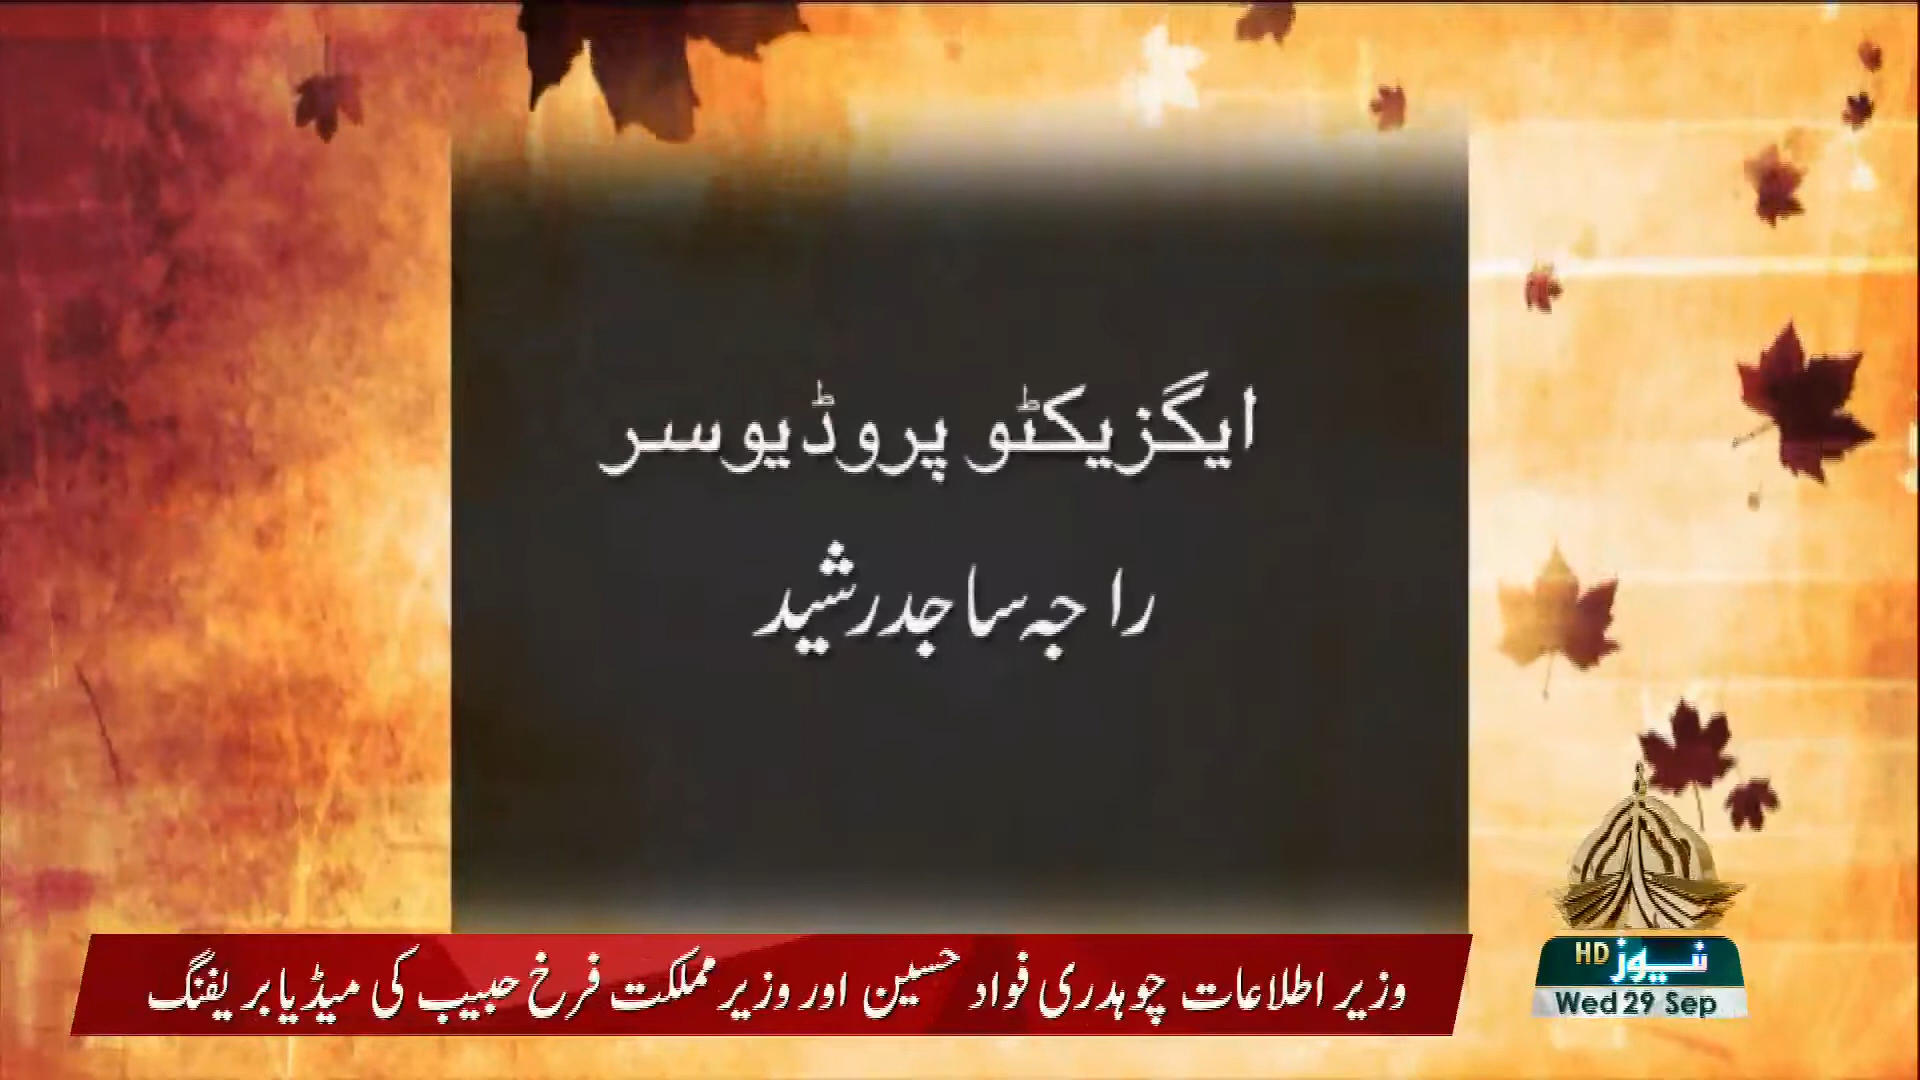 ایگزیکٹو پروڈیوسر
راجہ ساجد رشید
وزیر اطلاعات چوہدری فواد حسین اور وزیر مملکت فرخ حبیب کی میڈیا بریفنگ
نیوز HD
Wed 29 Sep